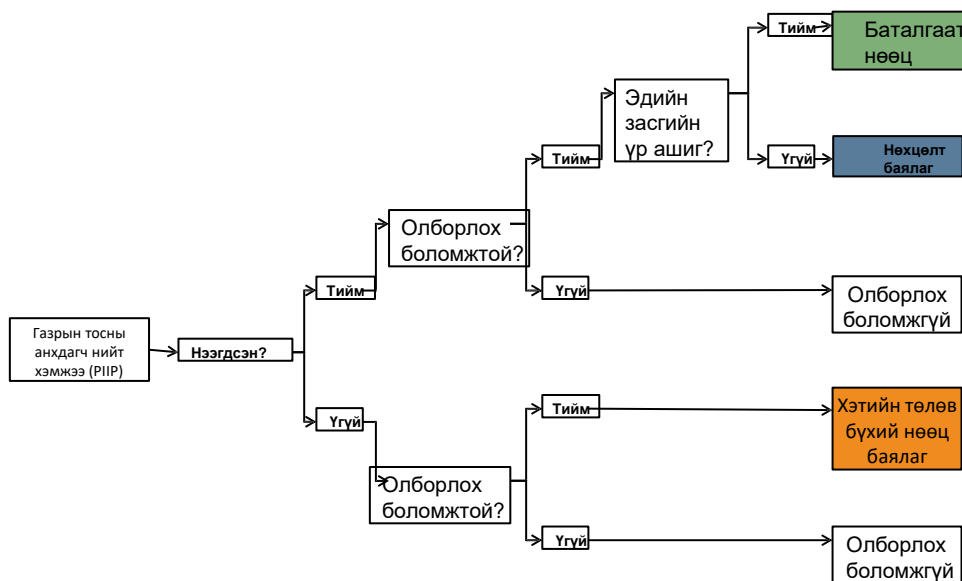 Газрын тосны
анхдагч нийт
хэмжээ (PIIP)
Нээгдсэн?
Тийм
Олборлох
боломжтой?
Тийм
Эдийн
засгийн
үр ашиг?
Тийм
Баталгаат
нөөц
Үгүй
Нөхцөлт
баялаг
Үгүй
Олборлох
боломжгүй
Үгүй
Олборлох
боломжтой?
Тийм
Хэтийн төлөв
бүхий нөөц
баялаг
Үгүй
Олборлох
боломжгүй